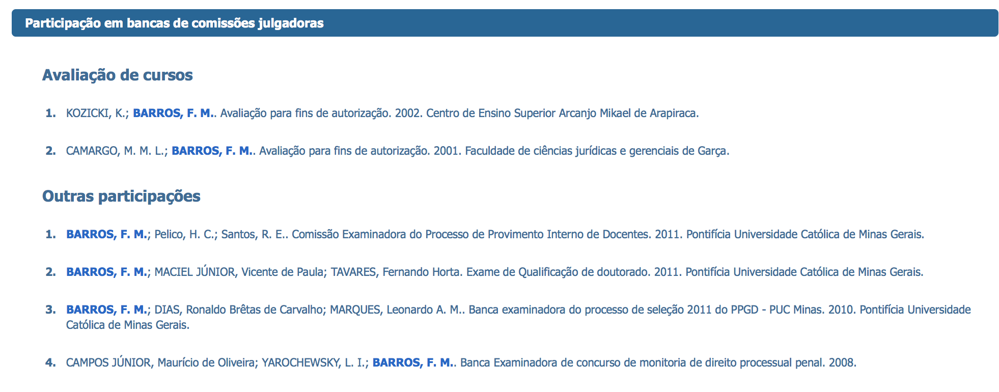 Participação em bancas de comissões julgadoras
Avaliação de cursos
1. KOZICKI, K.; BARROS, F. M.. Avaliação para fins de autorização. 2002. Centro de Ensino Superior Arcanjo Mikael de Arapiraca.
2. CAMARGO, M. M. L.; BARROS, F. M.. Avaliação para fins de autorização. 2001. Faculdade de ciências jurídicas e gerenciais de Garça.
Outras participações
1. BARROS, F. M.; Pelico, H. C.; Santos, R. E.. Comissão Examinadora do Processo de Provimento Interno de Docentes. 2011. Pontifícia Universidade Católica de Minas Gerais.
2. BARROS, F. M.; MACIEL JÚNIOR, Vicente de Paula; TAVARES, Fernando Horta. Exame de Qualificação de doutorado. 2011. Pontifícia Universidade Católica de Minas Gerais.
3. BARROS, F. M.; DIAS, Ronaldo Brêtas de Carvalho; MARQUES, Leonardo A. M.. Banca examinadora do processo de seleção 2011 do PPGD - PUC Minas. 2010. Pontifícia Universidade
Católica de Minas Gerais.
4. CAMPOS JÚNIOR, Maurício de Oliveira; YAROCHEWSKY, L. I.; BARROS, F. M.. Banca Examinadora de concurso de monitoria de direito processual penal. 2008.